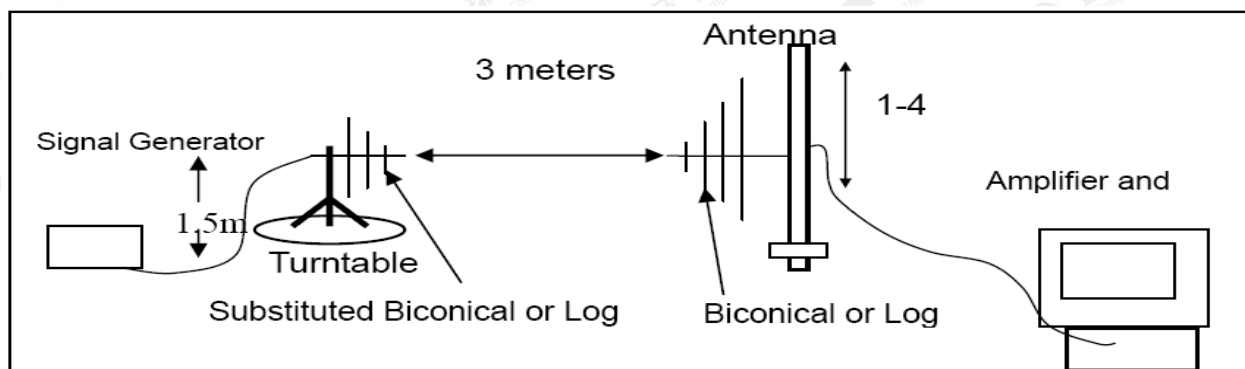 Antenna
3 meters
1-4
Signal Generator
1.5m
Amplifier and
Turntable
Substituted Biconical or Log
Biconical or Log